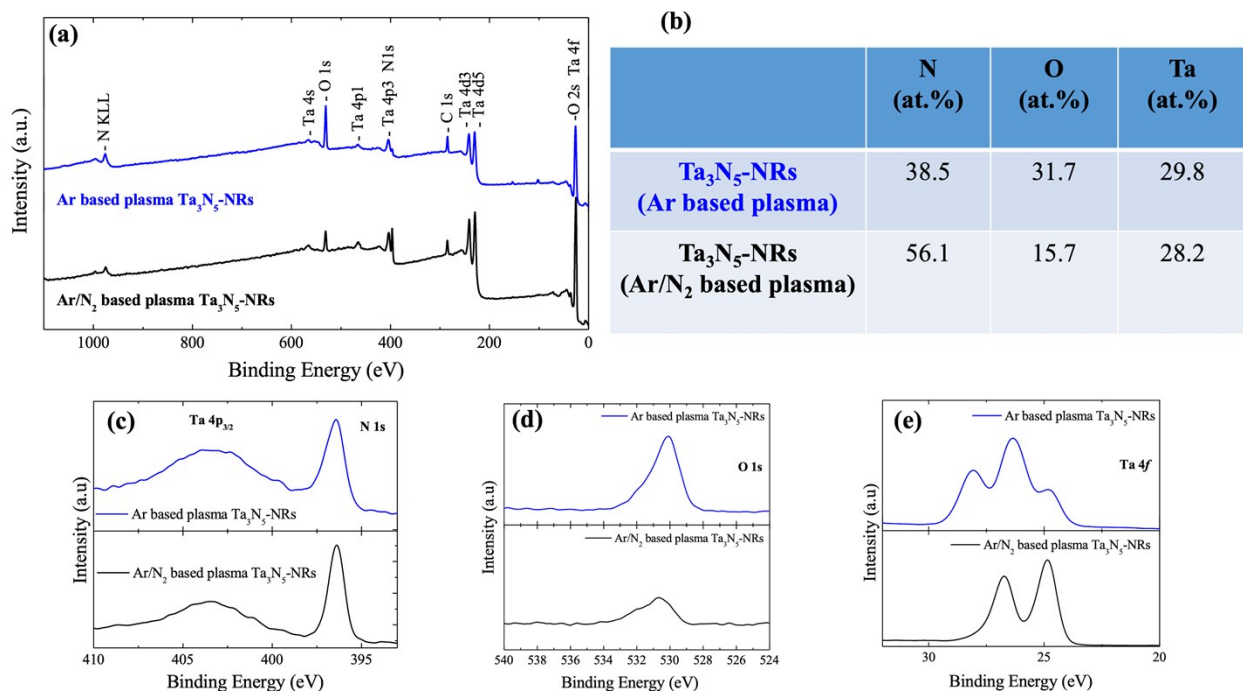 (a)
N KLL
Ta 4s
O 1s
Ta 4p1
Ta 4p3 N1s
C 1s
Ta 4d3
Ta 4d5
O 2s Ta 4f
Ar based plasma Ta₃N₅-NRs
Ar/N₂ based plasma Ta₃N₅-NRs
Intensity (a.u.)
1000 800 600 400 200 0
Binding Energy (eV)
(b)
N (at.%) O (at.%) Ta (at.%)
Ta₃N₅-NRs (Ar based plasma) 38.5 31.7 29.8
Ta₃N₅-NRs (Ar/N₂ based plasma) 56.1 15.7 28.2
(c)
Ta 4p₃/₂
N 1s
Ar based plasma Ta₃N₅-NRs
Ar/N₂ based plasma Ta₃N₅-NRs
Intensity (a.u)
410 405 400 395
Binding Energy (eV)
(d)
Ar based plasma Ta₃N₅-NRs
O 1s
Ar/N₂ based plasma Ta₃N₅-NRs
Intensity (a.u)
540 538 536 534 532 530 528 526 524
Binding Energy (eV)
(e)
Ar based plasma Ta₃N₅-NRs
Ta 4f
Ar/N₂ based plasma Ta₃N₅-NRs
Intensity (a.u)
30 25 20
Binding Energy (eV)